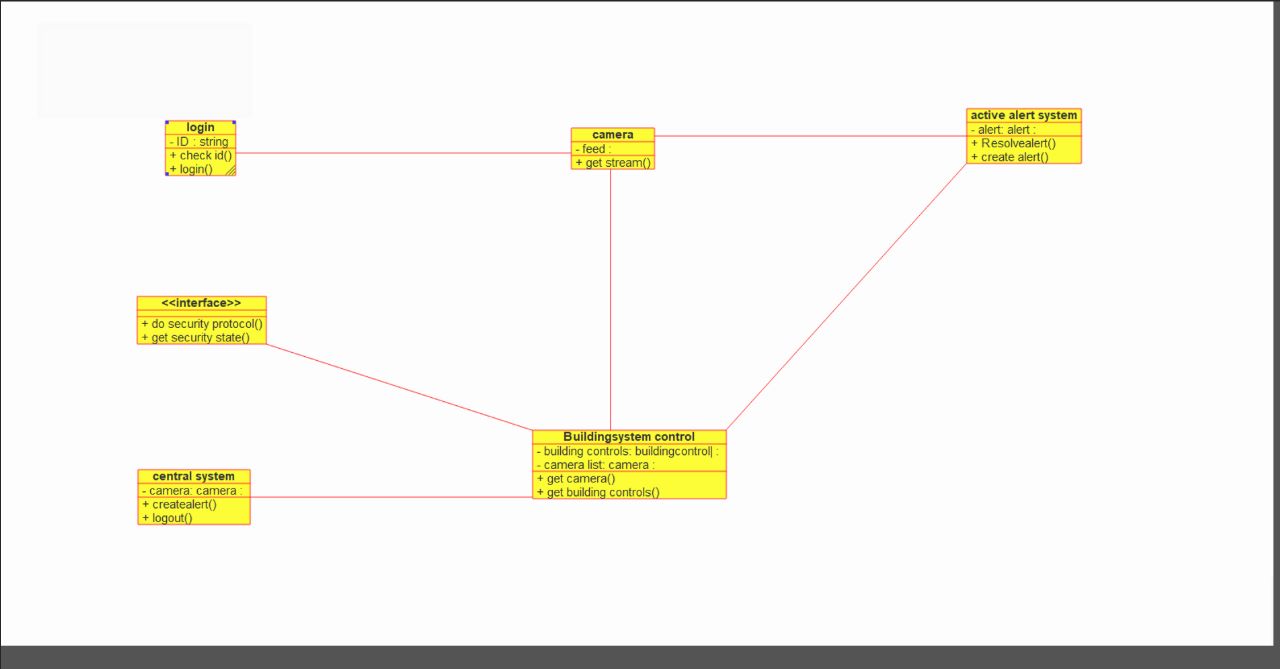 login
- ID : string
+ check id()
+ login()
camera
- feed :
+ get stream()
active alert system
- alert: alert :
+ Resolvealert()
+ create alert()
<<interface>>
+ do security protocol()
+ get security state()
Buildingsystem control
- building controls: buildingcontrol| :
- camera list: camera :
+ get camera()
+ get building controls()
central system
- camera: camera :
+ createalert()
+ logout()